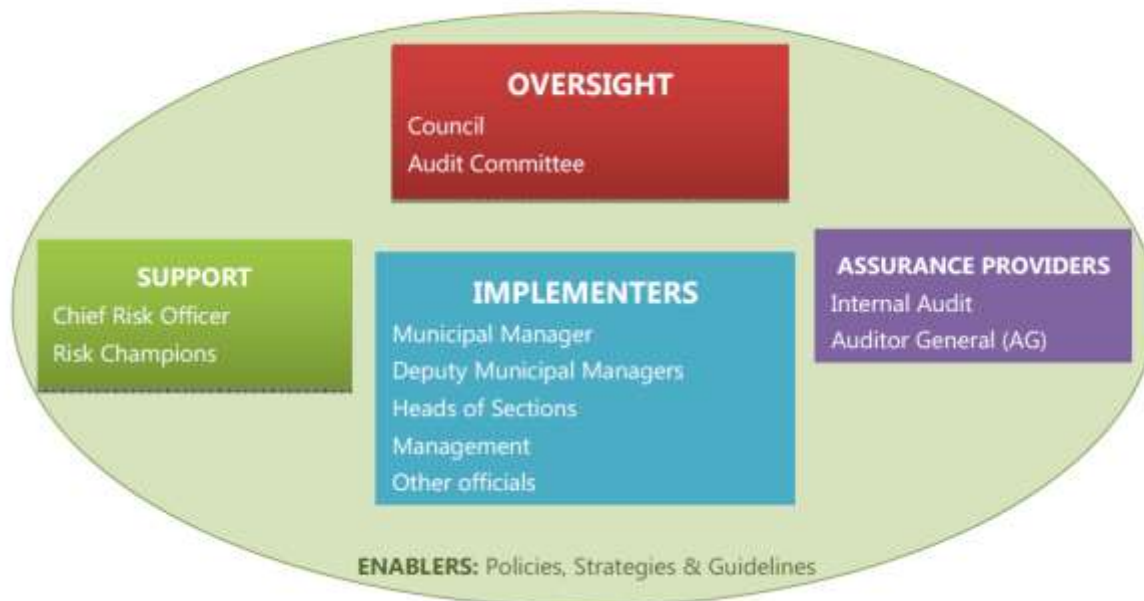 OVERSIGHT
Council
Audit Committee
SUPPORT
Chief Risk Officer
Risk Champions
IMPLEMENTERS
Municipal Manager
Deputy Municipal Managers
Heads of Sections
Management
Other officials
ASSURANCE PROVIDERS
Internal Audit
Auditor General (AG)
ENABLERS: Policies, Strategies & Guidelines